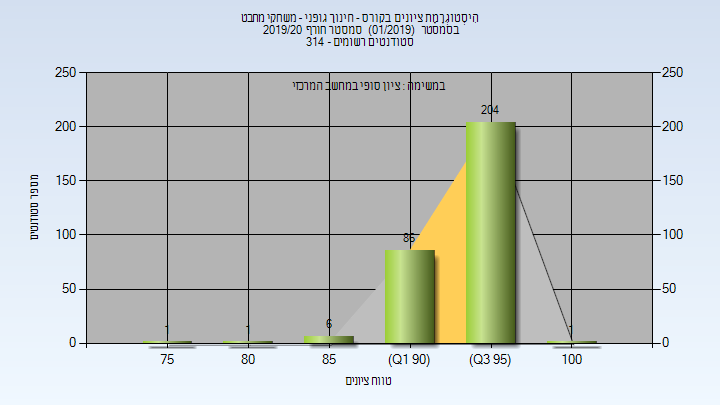 היסטוגרמת ציונים בקורס - חינוך גופני - משחקי מחבט
בסמסטר (01/2019) סמסטר חורף 2019/20
סטודנטים רשומים - 314
במשימה : ציון סופי במחשב המרכזי
250
200
150
100
50
0
250
200
150
100
50
0
מספר סטודנטים
1
1
6
86
204
1
75
80
85
(Q1 90)
(Q3 95)
100
טווח ציונים